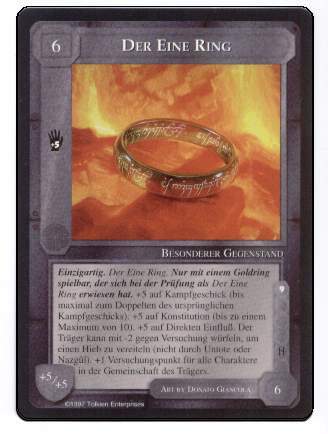 6
DER EINE RING
+5
BESONDERER GEGENSTAND
Einzigartig. Der Eine Ring. Nur mit einem Goldring
spielbar, der sich bei der Prüfung als Der Eine
Ring erwiesen hat. +5 auf Kampfgeschick (bis
maximal zum Doppelten des ursprünglichen
Kampfgeschicks). +5 auf Konstitution (bis zu einem
Maximum von 10). +5 auf Direkten Einfluß. Der
Träger kann mit -2 gegen Versuchung würfeln, um
einen Hieb zu vereiteln (nicht durch Untote oder
Nazgûl). +1 Versuchungspunkt für alle Charaktere
in der Gemeinschaft des Trägers.
+5/+5
H
©1997 Tolkien Enterprises
ART BY DONATO GIANCOLA
6